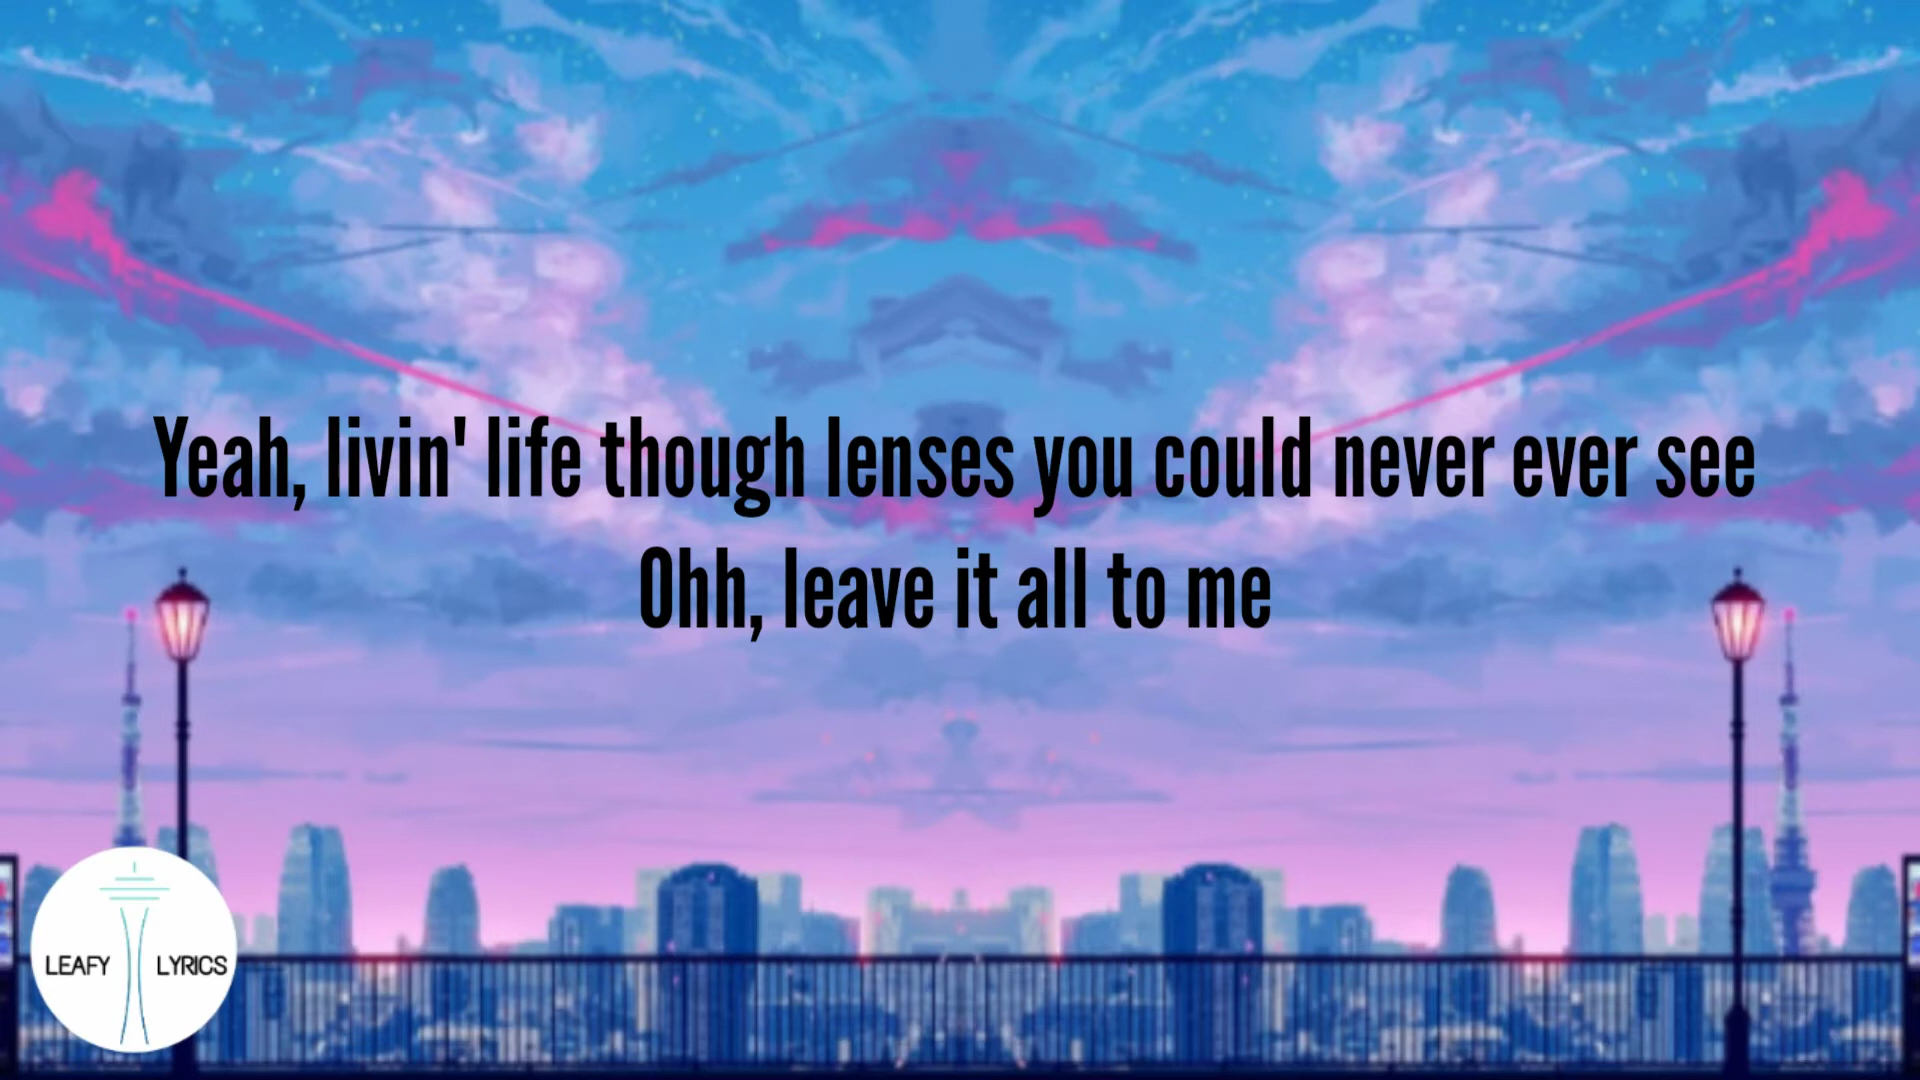 Yeah, livin' life though lenses you could never ever see
Ohh, leave it all to me
LEAFY LYRICS